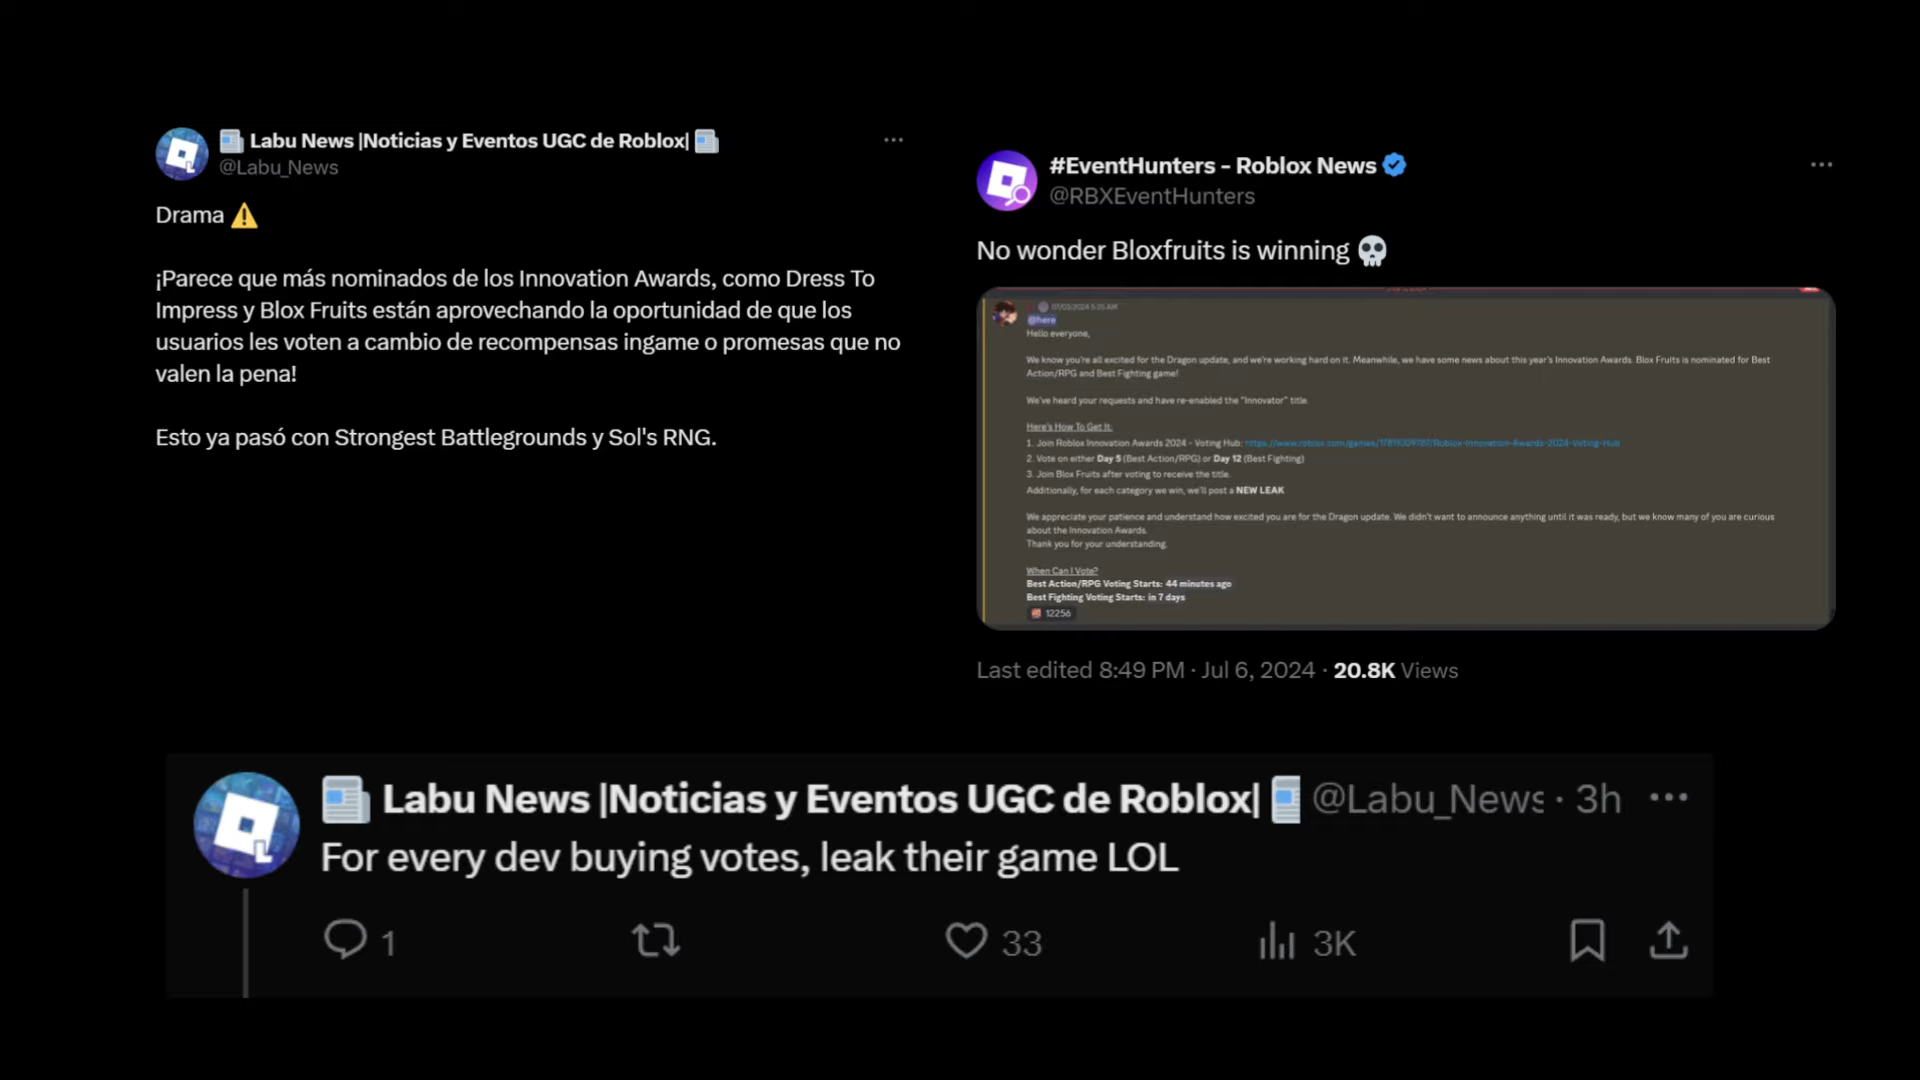 Labu News |Noticias y Eventos UGC de Roblox|
@Labu_News
Drama
¡Parece que más nominados de los Innovation Awards, como Dress To
Impress y Blox Fruits están aprovechando la oportunidad de que los
usuarios les voten a cambio de recompensas ingame o promesas que no
valen la pena!
Esto ya pasó con Strongest Battlegrounds y Sol's RNG.
#EventHunters - Roblox News
@RBXEventHunters
No wonder Bloxfruits is winning
07/03/2024 5:35 AM
@here
Hello everyone,
We know you're all excited for the Dragon update, and we're working hard on it. Meanwhile, we have some news about this year's Innovation Awards. Blox Fruits is nominated for Best
Action/RPG and Best Fighting game!
We've heard your requests and have re-enabled the "Innovator" title.
Here's How To Get It:
1. Join Roblox Innovation Awards 2024 - Voting Hub:
2. Vote on either Day 5 (Best Action/RPG) or Day 12 (Best Fighting)
3. Join Blox Fruits after voting to receive the title.
Additionally, for each category we win, we'll post a NEW LEAK
We appreciate your patience and understand how excited you are for the Dragon update. We didn't want to announce anything until it was ready, but we know many of you are curious
about the Innovation Awards.
Thank you for your understanding.
When Can I Vote?
Best Action/RPG Voting Starts: 44 minutes ago
Best Fighting Voting Starts: in 7 days
12256
Last edited 8:49 PM · Jul 6, 2024 · 20.8K Views
Labu News |Noticias y Eventos UGC de Roblox| @Labu_News · 3h
For every dev buying votes, leak their game LOL
1 33 3K